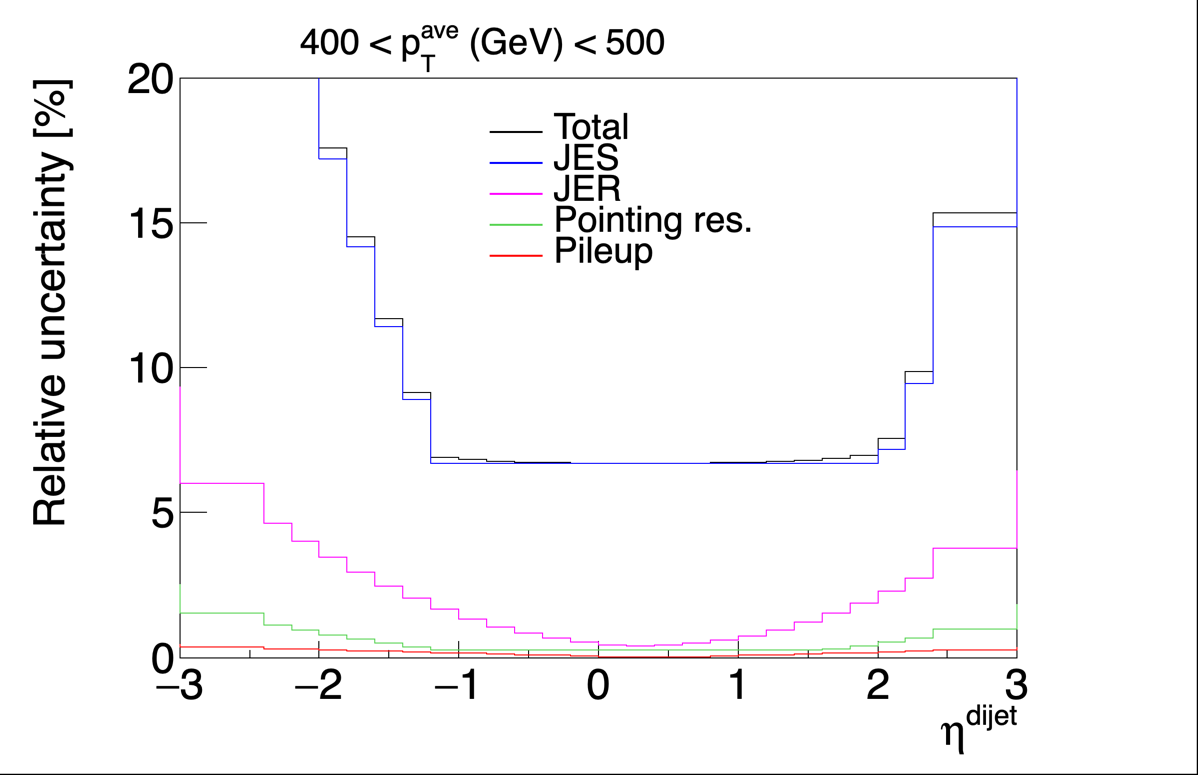 400 < p_T^ave (GeV) < 500
Relative uncertainty [%]
20
15
10
5
0
Total
JES
JER
Pointing res.
Pileup
−3 −2 −1 0 1 2 3
η^dijet